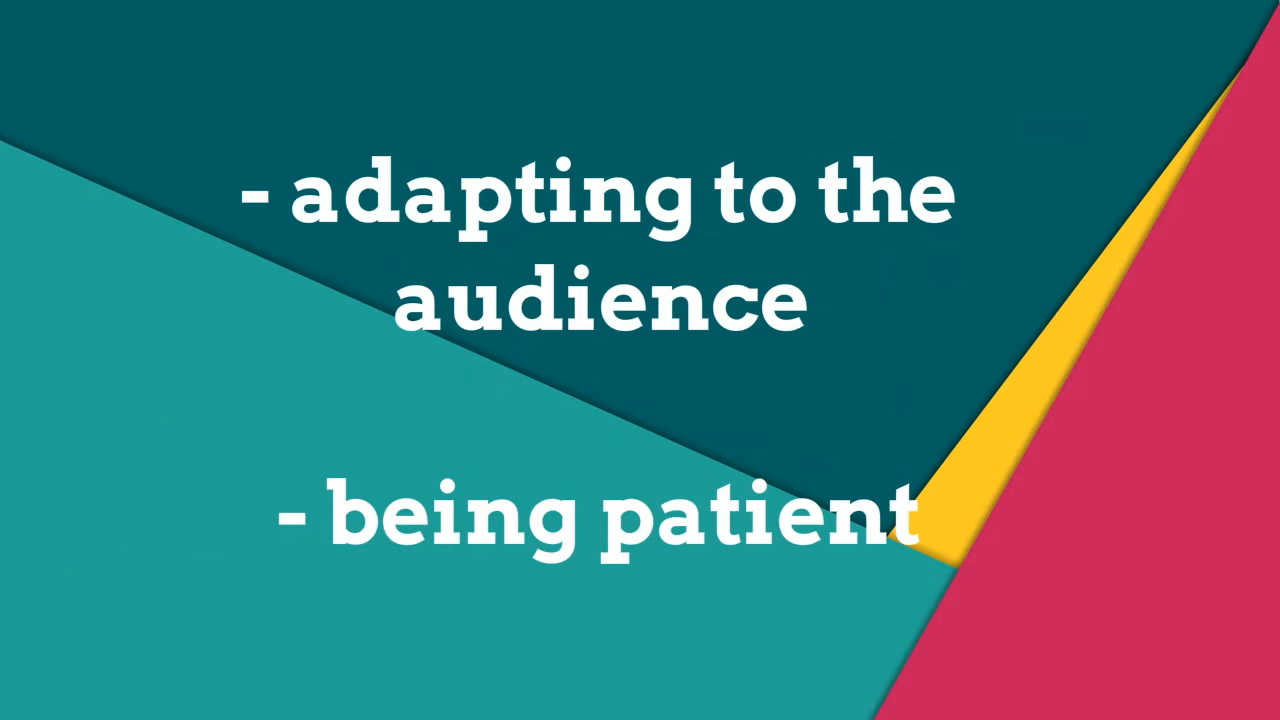 - adapting to the
audience
- being patient